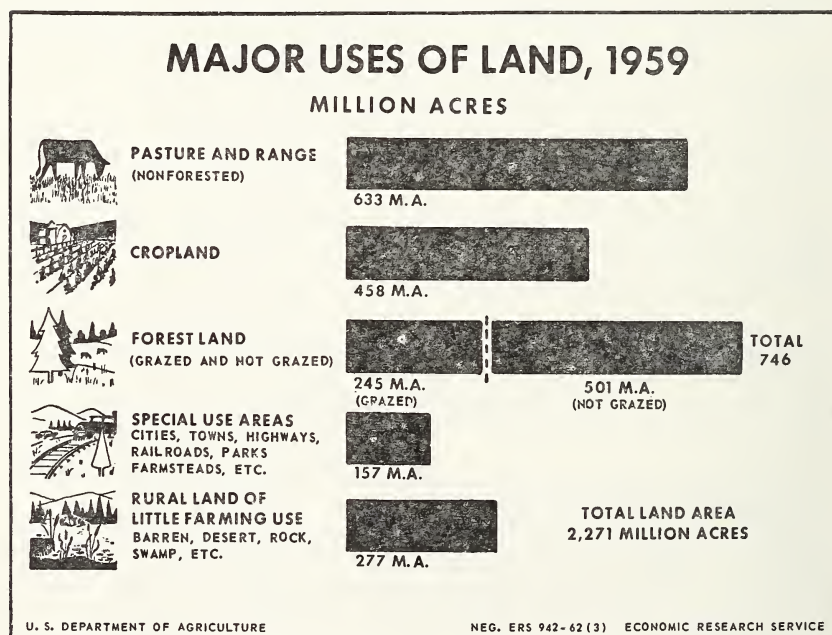 MAJOR USES OF LAND, 1959
MILLION ACRES
PASTURE AND RANGE
(NONFORESTED)
633 M.A.
CROPLAND
458 M.A.
FOREST LAND
(GRAZED AND NOT GRAZED)
245 M.A.
(GRAZED)
501 M.A.
(NOT GRAZED)
TOTAL
746
SPECIAL USE AREAS
CITIES, TOWNS, HIGHWAYS,
RAILROADS, PARKS
FARMSTEADS, ETC.
157 M.A.
RURAL LAND OF
LITTLE FARMING USE
BARREN, DESERT, ROCK,
SWAMP, ETC.
277 M.A.
TOTAL LAND AREA
2,271 MILLION ACRES
U. S. DEPARTMENT OF AGRICULTURE
NEG. ERS 942-62(3) ECONOMIC RESEARCH SERVICE